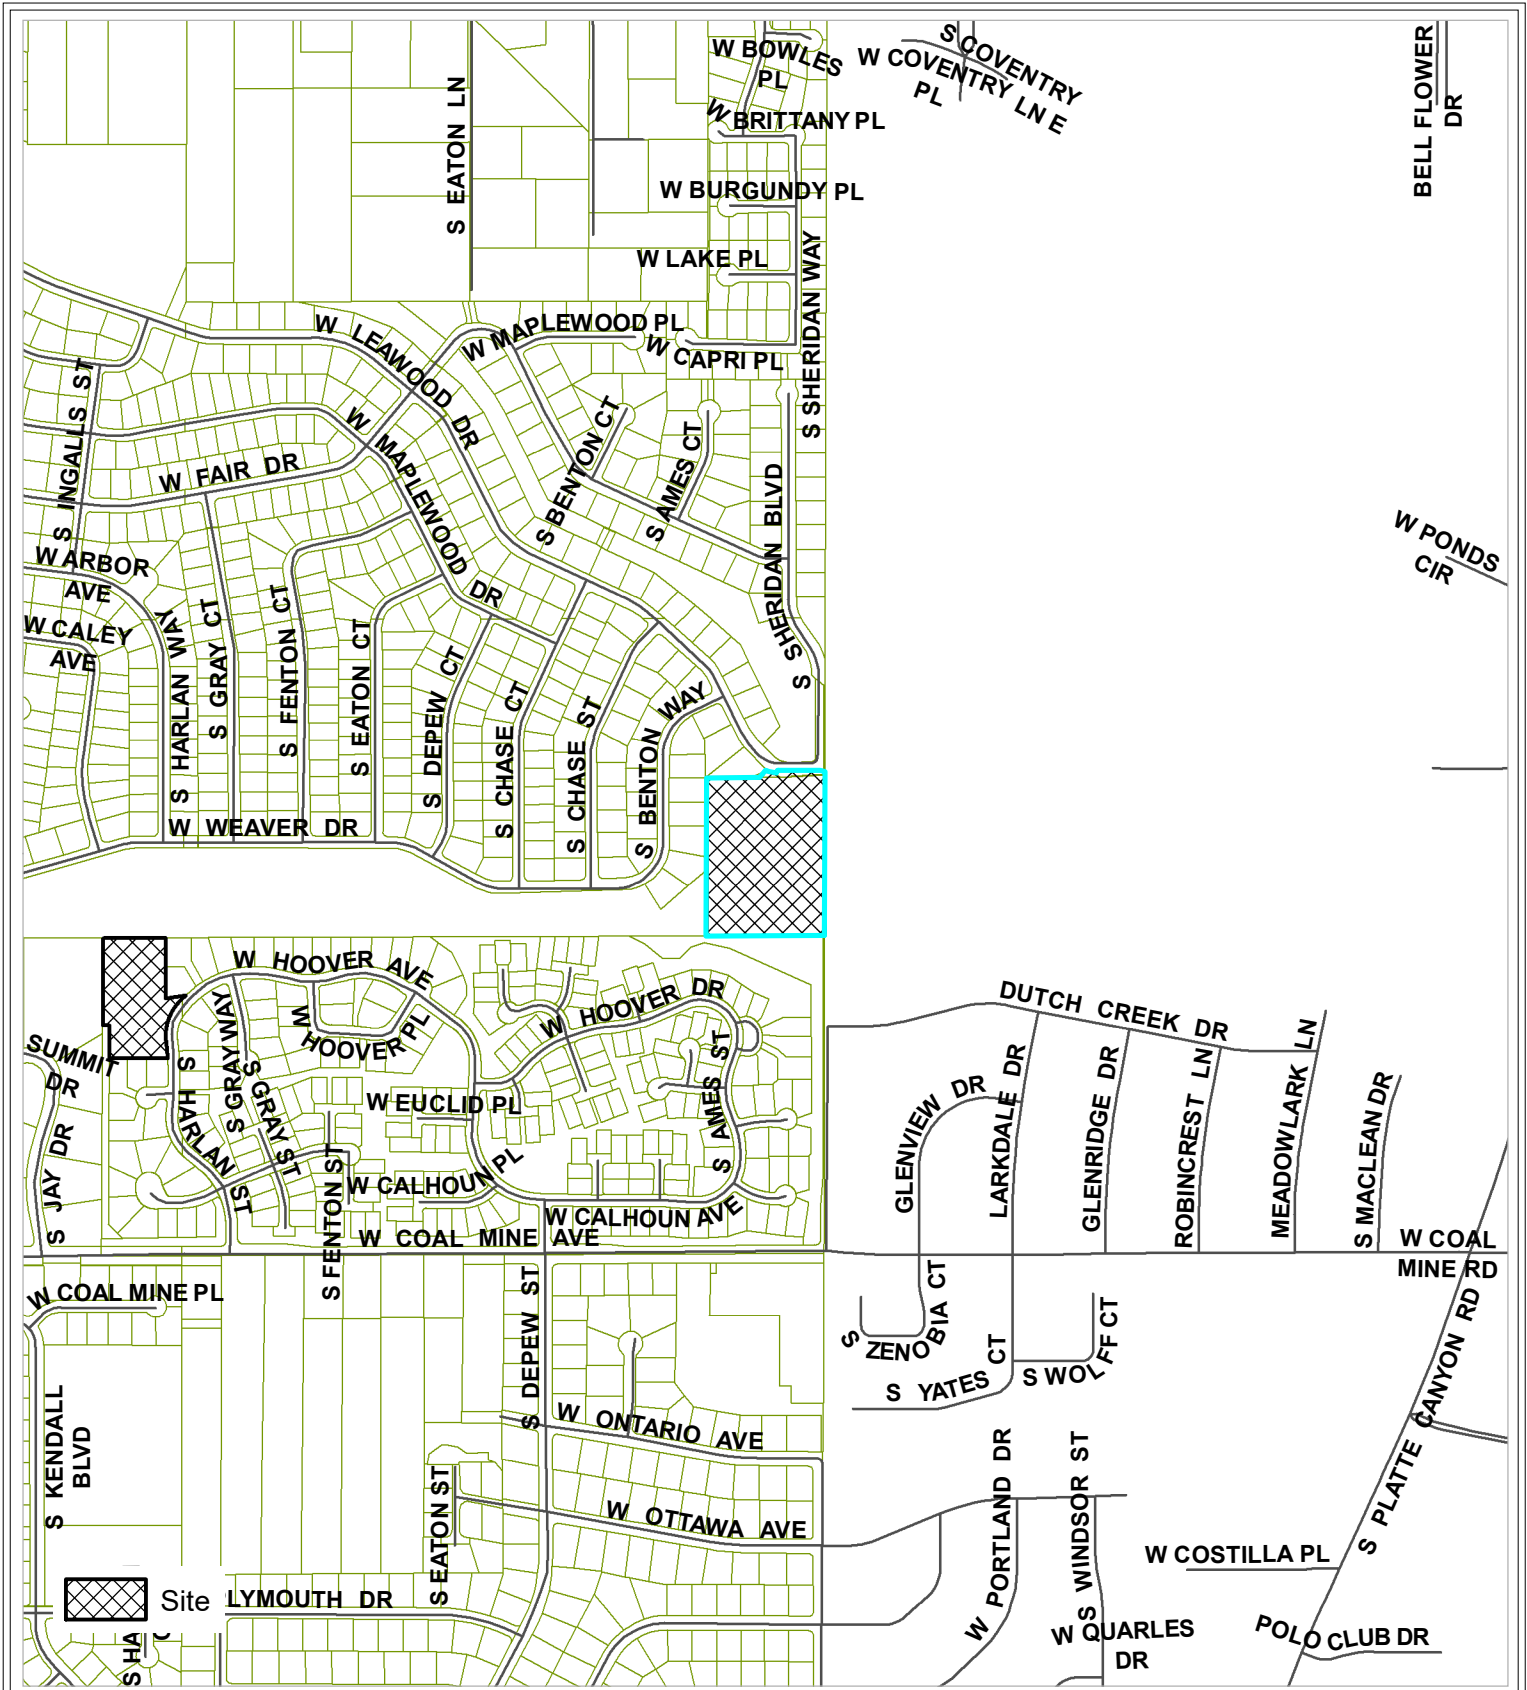 W BOWLES
PL
S COVENTRY
PL
W COVENTRY LN E
BELL FLOWER
DR
S EATON LN
W BRITTANY PL
W BURGUNDY PL
W LAKE PL
S SHERIDAN WAY
W LEAWOOD DR
W MAPLEWOOD PL
W CAPRI PL
S INGALLS ST
W MAPLEWOOD DR
W FAIR DR
S BENTON CT
S AMES CT
S SHERIDAN BLVD
W PONDS
CIR
W ARBOR
AVE
W CALEY
AVE
S HARLAN WAY
S GRAY CT
S FENTON CT
S EATON CT
S DEPEW CT
S CHASE CT
S CHASE ST
S BENTON WAY
W WEAVER DR
W HOOVER AVE
W HOOVER DR
W
HOOVER PL
S GRAY WAY
S GRAY ST
SUMMIT
DR
S HARLAN ST
W EUCLID PL
S AMES ST
S JAY DR
S FENTON ST
W CALHOUN PL
W CALHOUN AVE
W COAL MINE AVE
DUTCH CREEK DR
GLENVIEW DR
LARKDALE DR
GLENRIDGE DR
ROBINCREST LN
MEADOWLARK LN
S MACLEAN DR
W COAL
MINE RD
W COAL MINE PL
S DEPEW ST
S ZENOBIA CT
S YATES CT
S WOLFF CT
S PLATTE CANYON RD
S KENDALL
BLVD
W ONTARIO AVE
S EATON ST
W OTTAWA AVE
W PORTLAND DR
S WINDSOR ST
W COSTILLA PL
Site
LYMOUTH DR
S HA
W QUARLES
DR
POLO CLUB DR